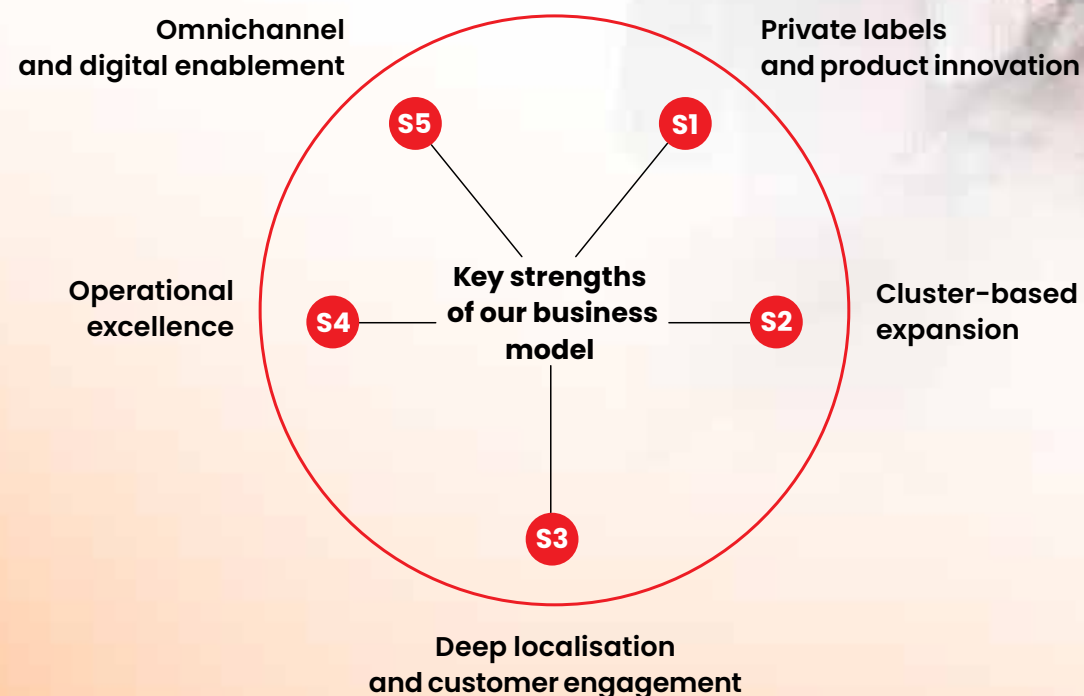 Omnichannel
and digital enablement
Private labels
and product innovation
S5
S1
Key strengths
of our business
model
Operational
excellence
S4
S2
Cluster-based
expansion
S3
Deep localisation
and customer engagement